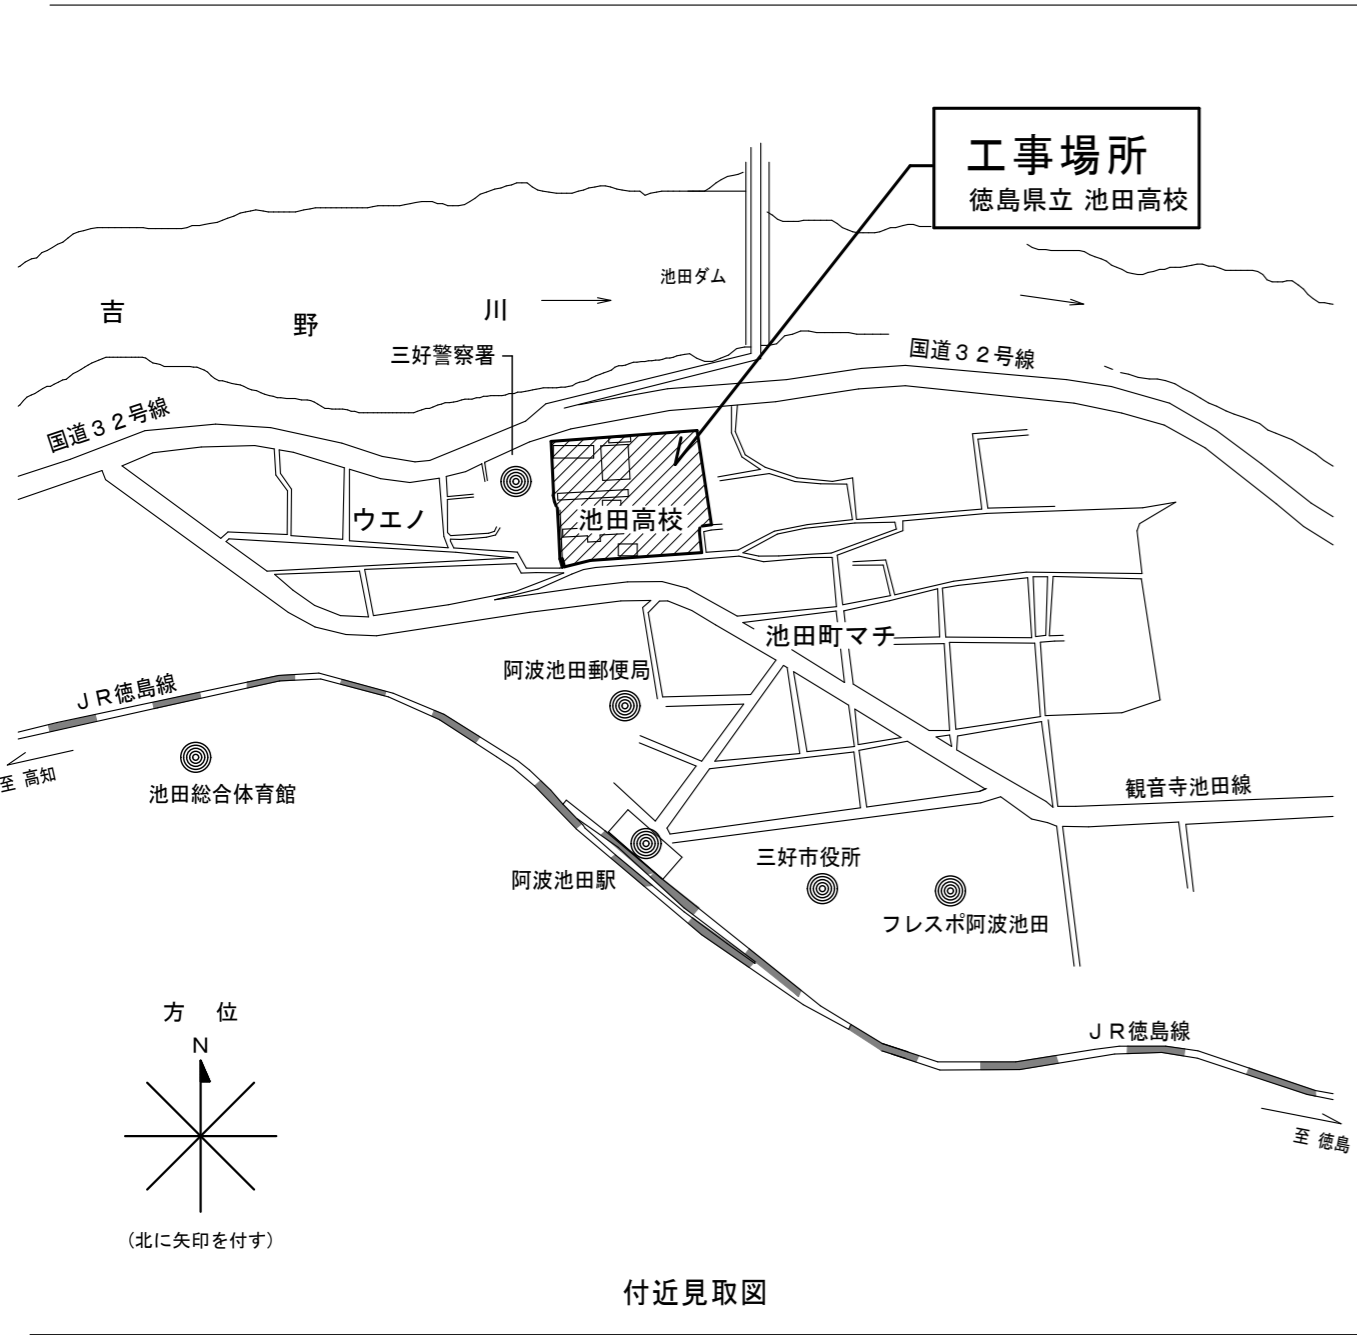 工事場所
徳島県立 池田高校
池田ダム
吉野川
三好警察署
国道32号線
国道32号線
ウエノ
池田高校
池田町マチ
阿波池田郵便局
JR徳島線
至 高知
池田総合体育館
観音寺池田線
阿波池田駅
三好市役所
フレスポ阿波池田
方 位
N
JR徳島線
至 徳島
(北に矢印を付す)
付近見取図